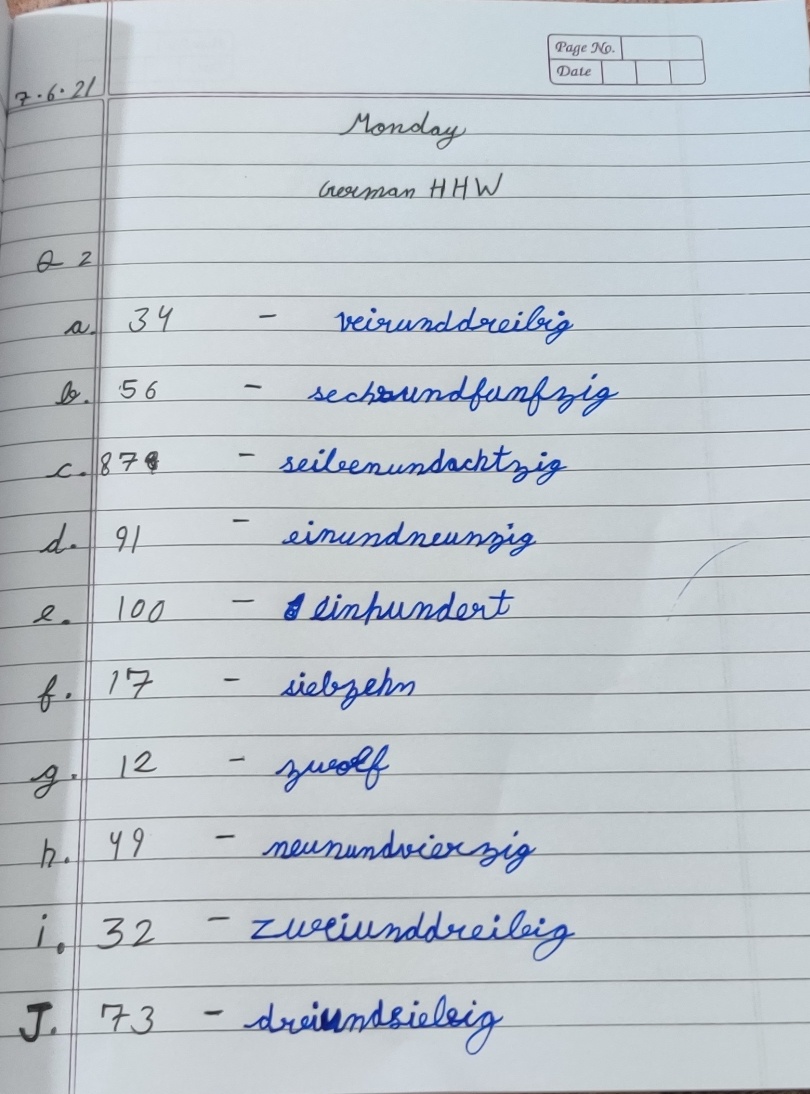 Page No.
Date
7.6.21
Monday
German HHW
Q 2
a. 34 - veirunddreibig
b. 56 - sechsundfunfzig
c. 87 - seibenundachtzig
d. 91 - einundneunzig
e. 100 - einhundert
f. 17 - siebzehn
g. 12 - zwolf
h. 49 - neunundvierzig
i. 32 - zweiunddreibig
J. 73 - dreiundsiebzig